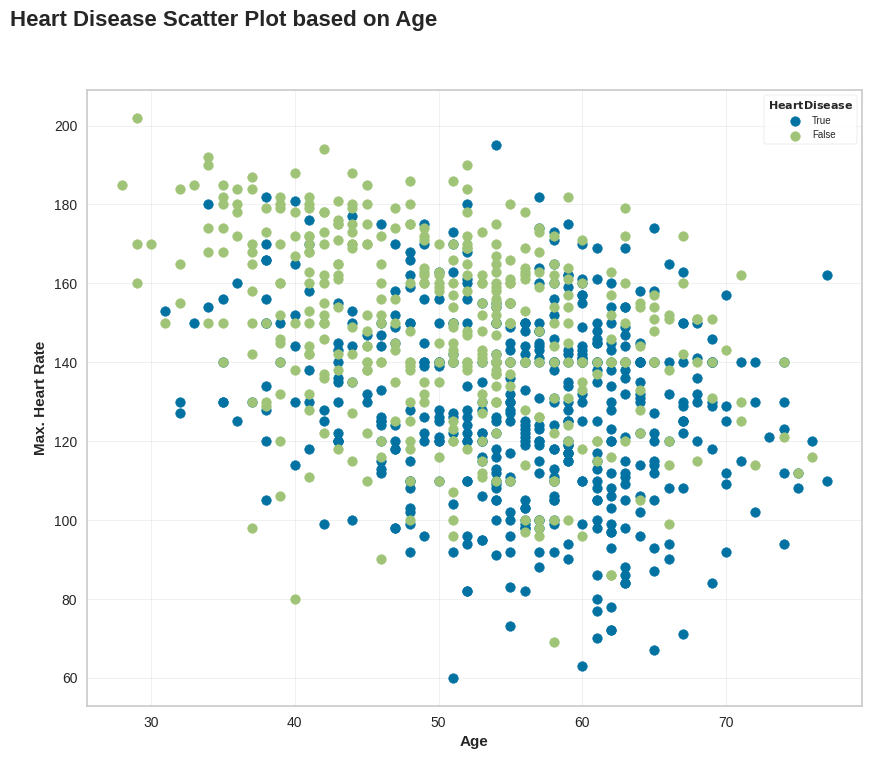 Heart Disease Scatter Plot based on Age
HeartDisease
True
False
200
180
160
140
120
100
80
60
Max. Heart Rate
30 40 50 60 70
Age